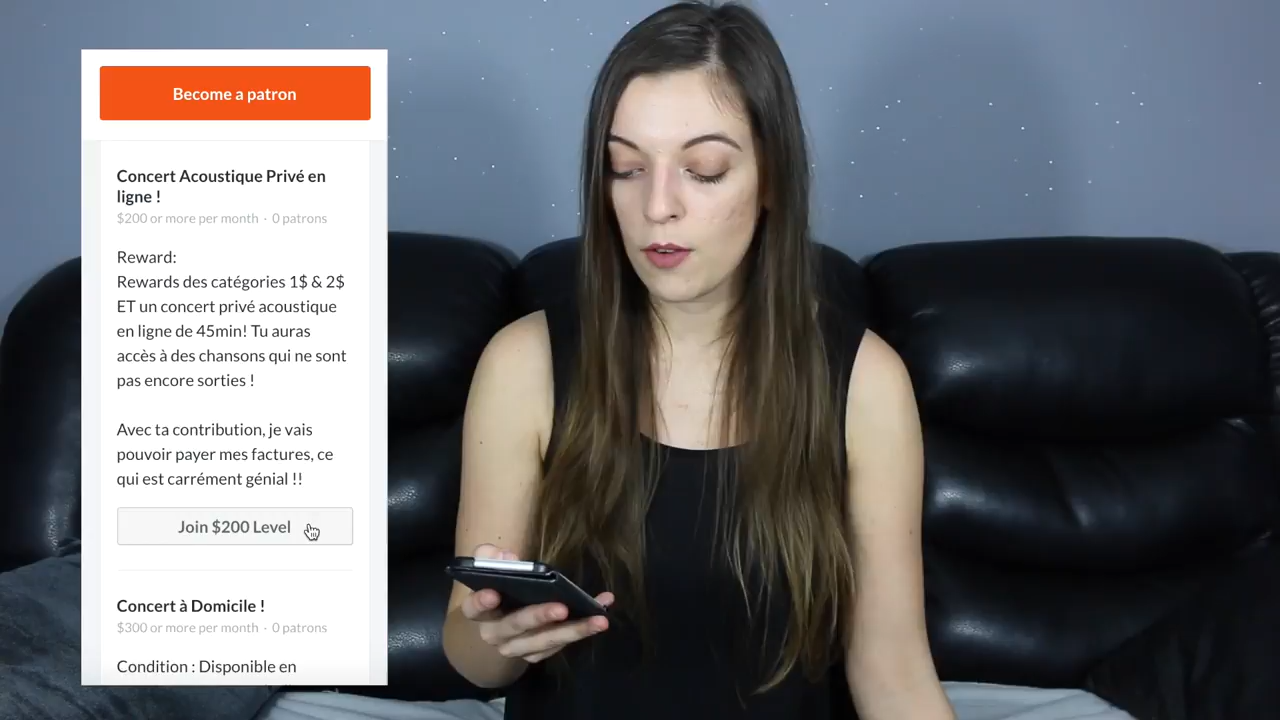 Become a patron
Concert Acoustique Privé en
ligne !
$200 or more per month · 0 patrons
Reward:
Rewards des catégories 1$ & 2$
ET un concert privé acoustique
en ligne de 45min! Tu auras
accès à des chansons qui ne sont
pas encore sorties !
Avec ta contribution, je vais
pouvoir payer mes factures, ce
qui est carrément génial !!
Join $200 Level
Concert à Domicile !
$300 or more per month · 0 patrons
Condition : Disponible en